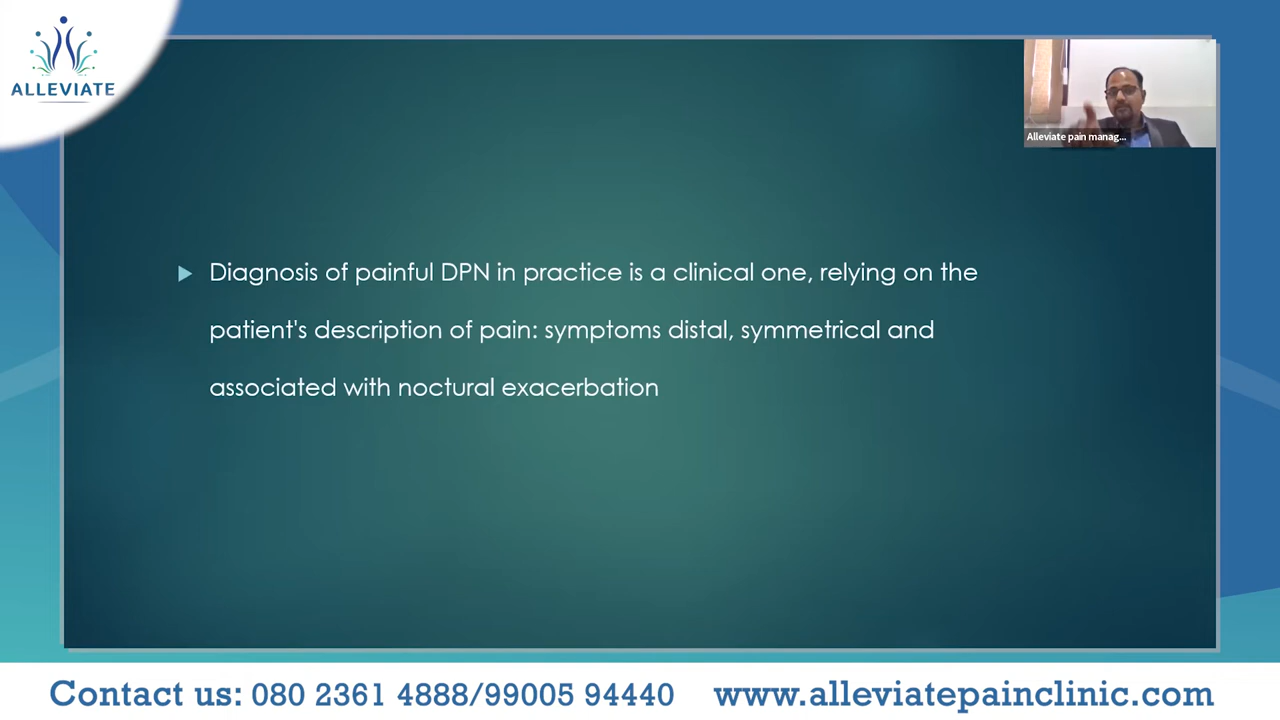 ALLEVIATE
Alleviate pain manag...
Diagnosis of painful DPN in practice is a clinical one, relying on the
patient's description of pain: symptoms distal, symmetrical and
associated with noctural exacerbation
Contact us: 080 2361 4888/99005 94440 www.alleviatepainclinic.com